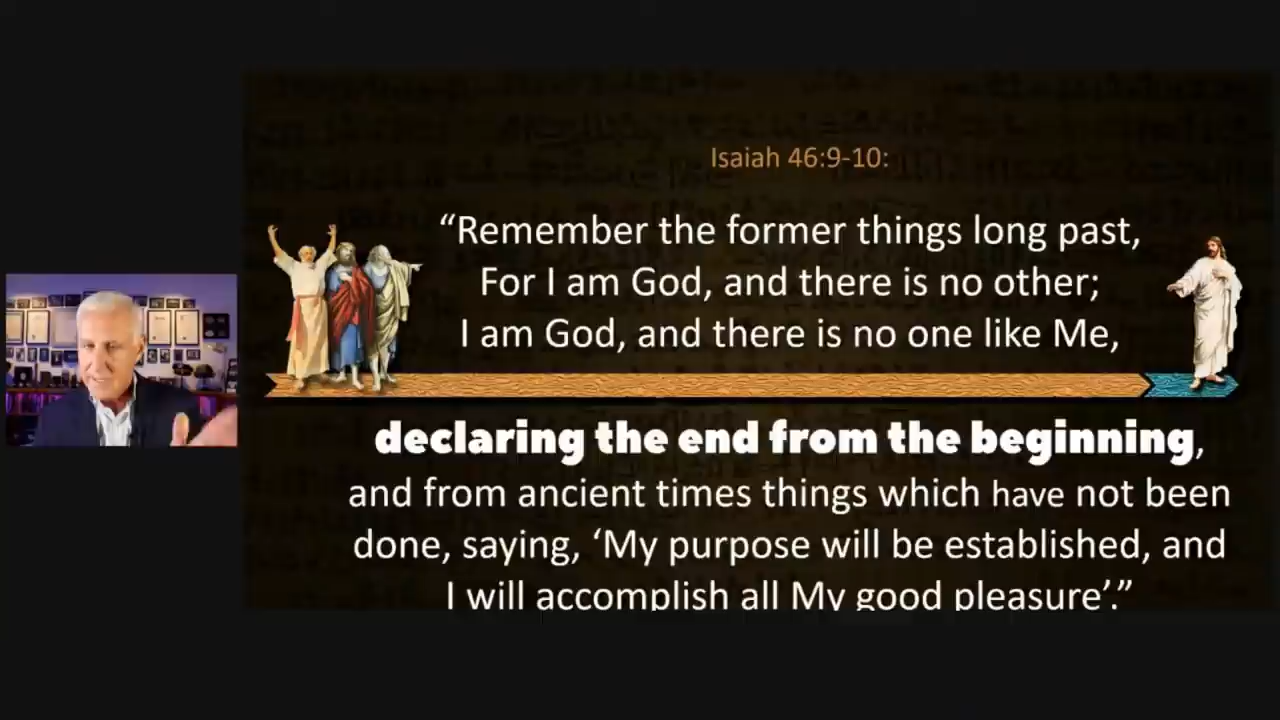 Isaiah 46:9-10:
“Remember the former things long past,
For I am God, and there is no other;
I am God, and there is no one like Me,
declaring the end from the beginning,
and from ancient times things which have not been
done, saying, ‘My purpose will be established, and
I will accomplish all My good pleasure’.”